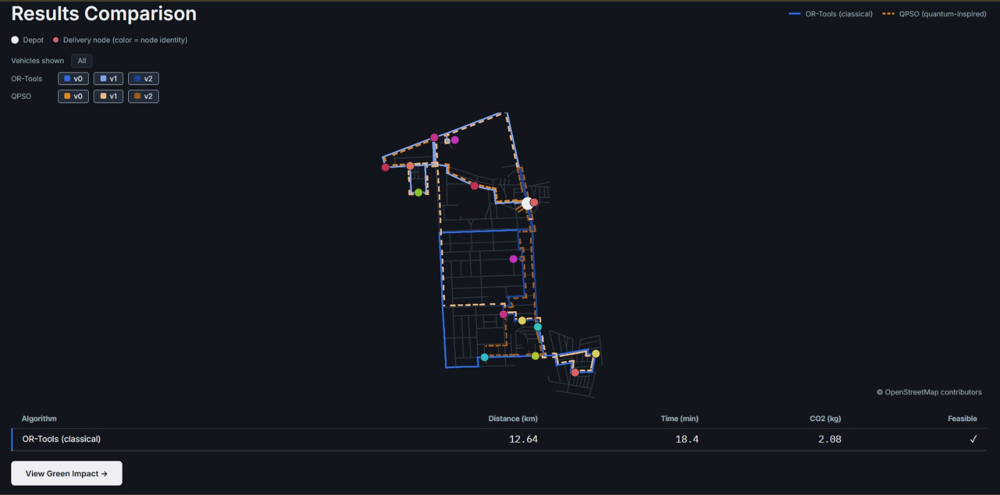 Results Comparison
OR-Tools (classical) QPSO (quantum-inspired)
Depot Delivery node (color = node identity)
Vehicles shown All
OR-Tools v0 v1 v2
QPSO v0 v1 v2
© OpenStreetMap contributors
Algorithm Distance (km) Time (min) CO2 (kg) Feasible
OR-Tools (classical) 12.64 18.4 2.08 ✓
View Green Impact →